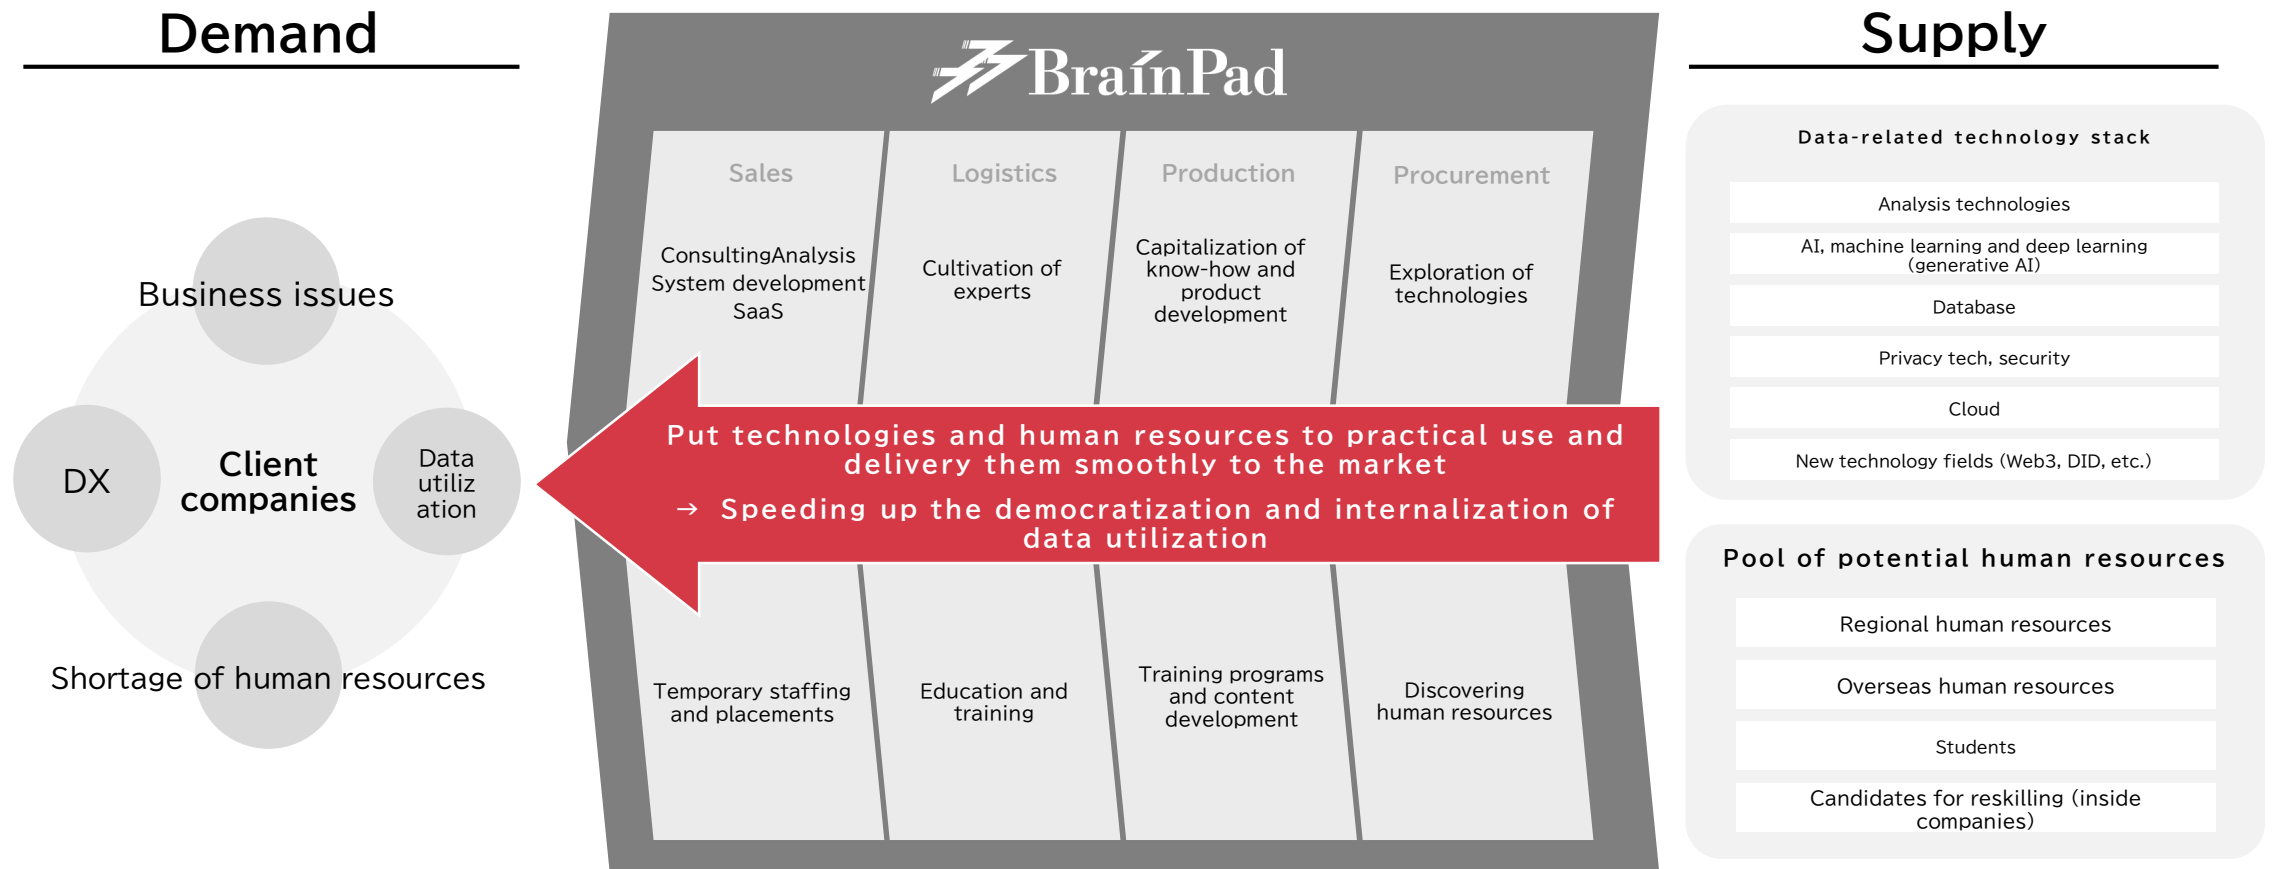 Demand
Business issues
DX
Client
companies
Data
utiliz
ation
Shortage of human resources
BrainPad
Sales
ConsultingAnalysis
System development
SaaS
Logistics
Cultivation of
experts
Production
Capitalization of
know-how and
product
development
Procurement
Exploration of
technologies
Put technologies and human resources to practical use and
delivery them smoothly to the market
→ Speeding up the democratization and internalization of
data utilization
Temporary staffing
and placements
Education and
training
Training programs
and content
development
Discovering
human resources
Supply
Data-related technology stack
Analysis technologies
AI, machine learning and deep learning
(generative AI)
Database
Privacy tech, security
Cloud
New technology fields (Web3, DID, etc.)
Pool of potential human resources
Regional human resources
Overseas human resources
Students
Candidates for reskilling (inside
companies)